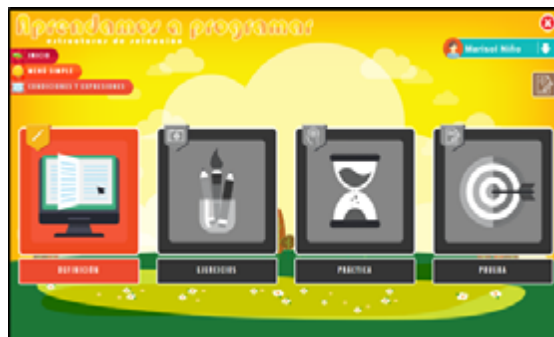 Aprendamos a programar
estructuras de selección
INICIO
MENÚ SIMPLE
CONDICIONES Y EXPRESIONES
Marisol Niño
DEFINICIÓN
EJERCICIOS
PRÁCTICA
PRUEBA